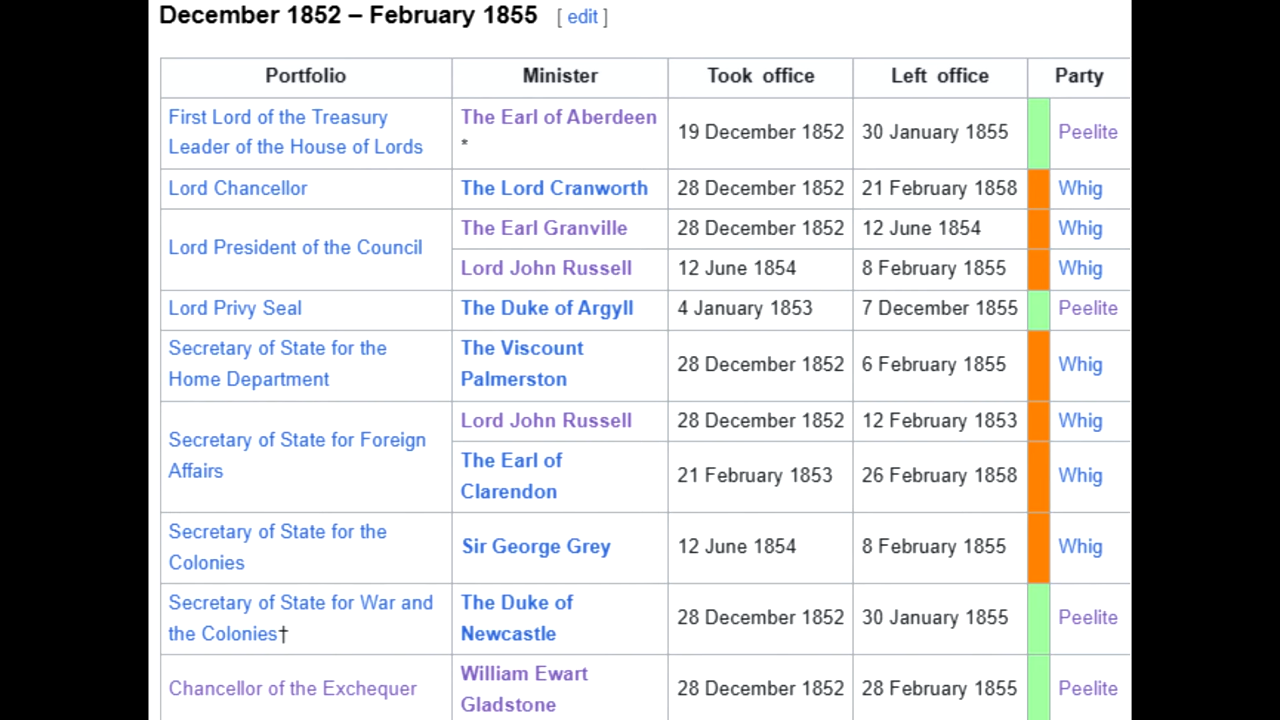 December 1852 – February 1855 [ edit ]
Portfolio Minister Took office Left office Party
First Lord of the Treasury
Leader of the House of Lords
The Earl of Aberdeen
*
19 December 1852 30 January 1855 Peelite
Lord Chancellor The Lord Cranworth 28 December 1852 21 February 1858 Whig
Lord President of the Council
The Earl Granville 28 December 1852 12 June 1854 Whig
Lord John Russell 12 June 1854 8 February 1855 Whig
Lord Privy Seal The Duke of Argyll 4 January 1853 7 December 1855 Peelite
Secretary of State for the
Home Department
The Viscount
Palmerston
28 December 1852 6 February 1855 Whig
Secretary of State for Foreign
Affairs
Lord John Russell 28 December 1852 12 February 1853 Whig
The Earl of
Clarendon
21 February 1853 26 February 1858 Whig
Secretary of State for the
Colonies
Sir George Grey 12 June 1854 8 February 1855 Whig
Secretary of State for War and
the Colonies†
The Duke of
Newcastle
28 December 1852 30 January 1855 Peelite
Chancellor of the Exchequer
William Ewart
Gladstone
28 December 1852 28 February 1855 Peelite